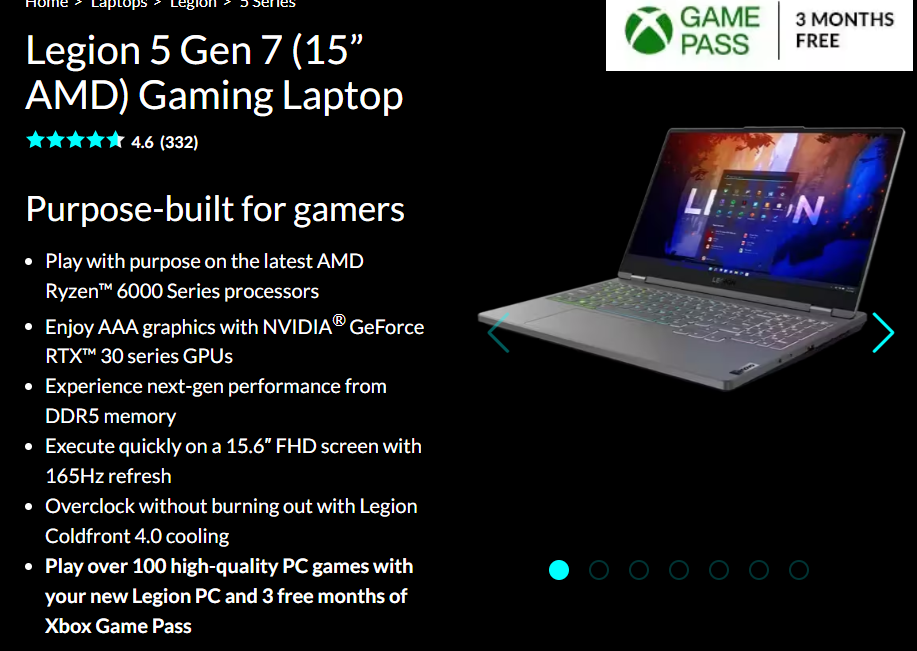 Home > Laptops > Legion > 5 Series
GAME
PASS
3 MONTHS
FREE
Legion 5 Gen 7 (15”
AMD) Gaming Laptop
4.6 (332)
Purpose-built for gamers
• Play with purpose on the latest AMD
Ryzen™ 6000 Series processors
• Enjoy AAA graphics with NVIDIA® GeForce
RTX™ 30 series GPUs
• Experience next-gen performance from
DDR5 memory
• Execute quickly on a 15.6” FHD screen with
165Hz refresh
• Overclock without burning out with Legion
Coldfront 4.0 cooling
• Play over 100 high-quality PC games with
your new Legion PC and 3 free months of
Xbox Game Pass
LEGION